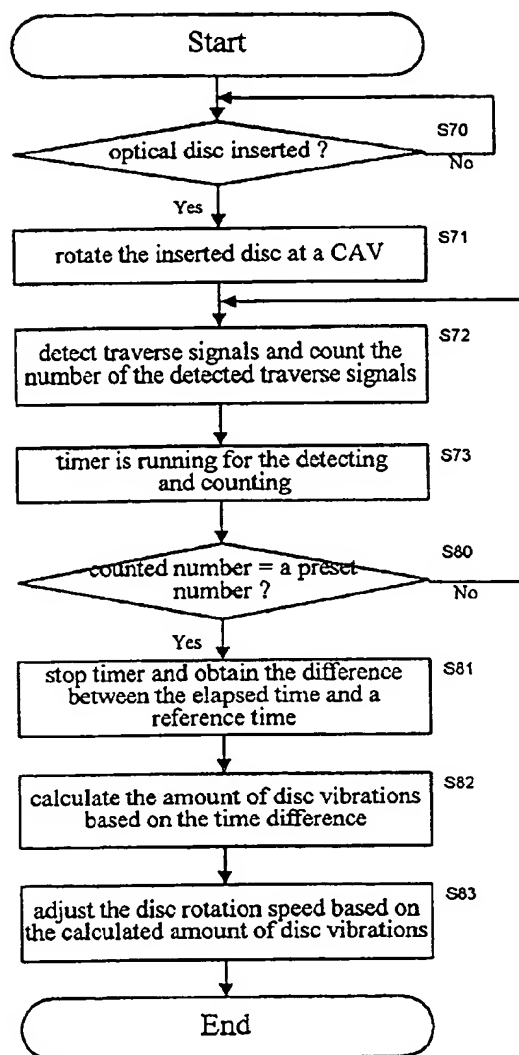 Start
S70
optical disc inserted ?
No
Yes
S71
rotate the inserted disc at a CAV
S72
detect traverse signals and count the
number of the detected traverse signals
S73
timer is running for the detecting
and counting
S80
counted number = a preset
number ?
No
Yes
S81
stop timer and obtain the difference
between the elapsed time and a
reference time
S82
calculate the amount of disc vibrations
based on the time difference
S83
adjust the disc rotation speed based on
the calculated amount of disc vibrations
End